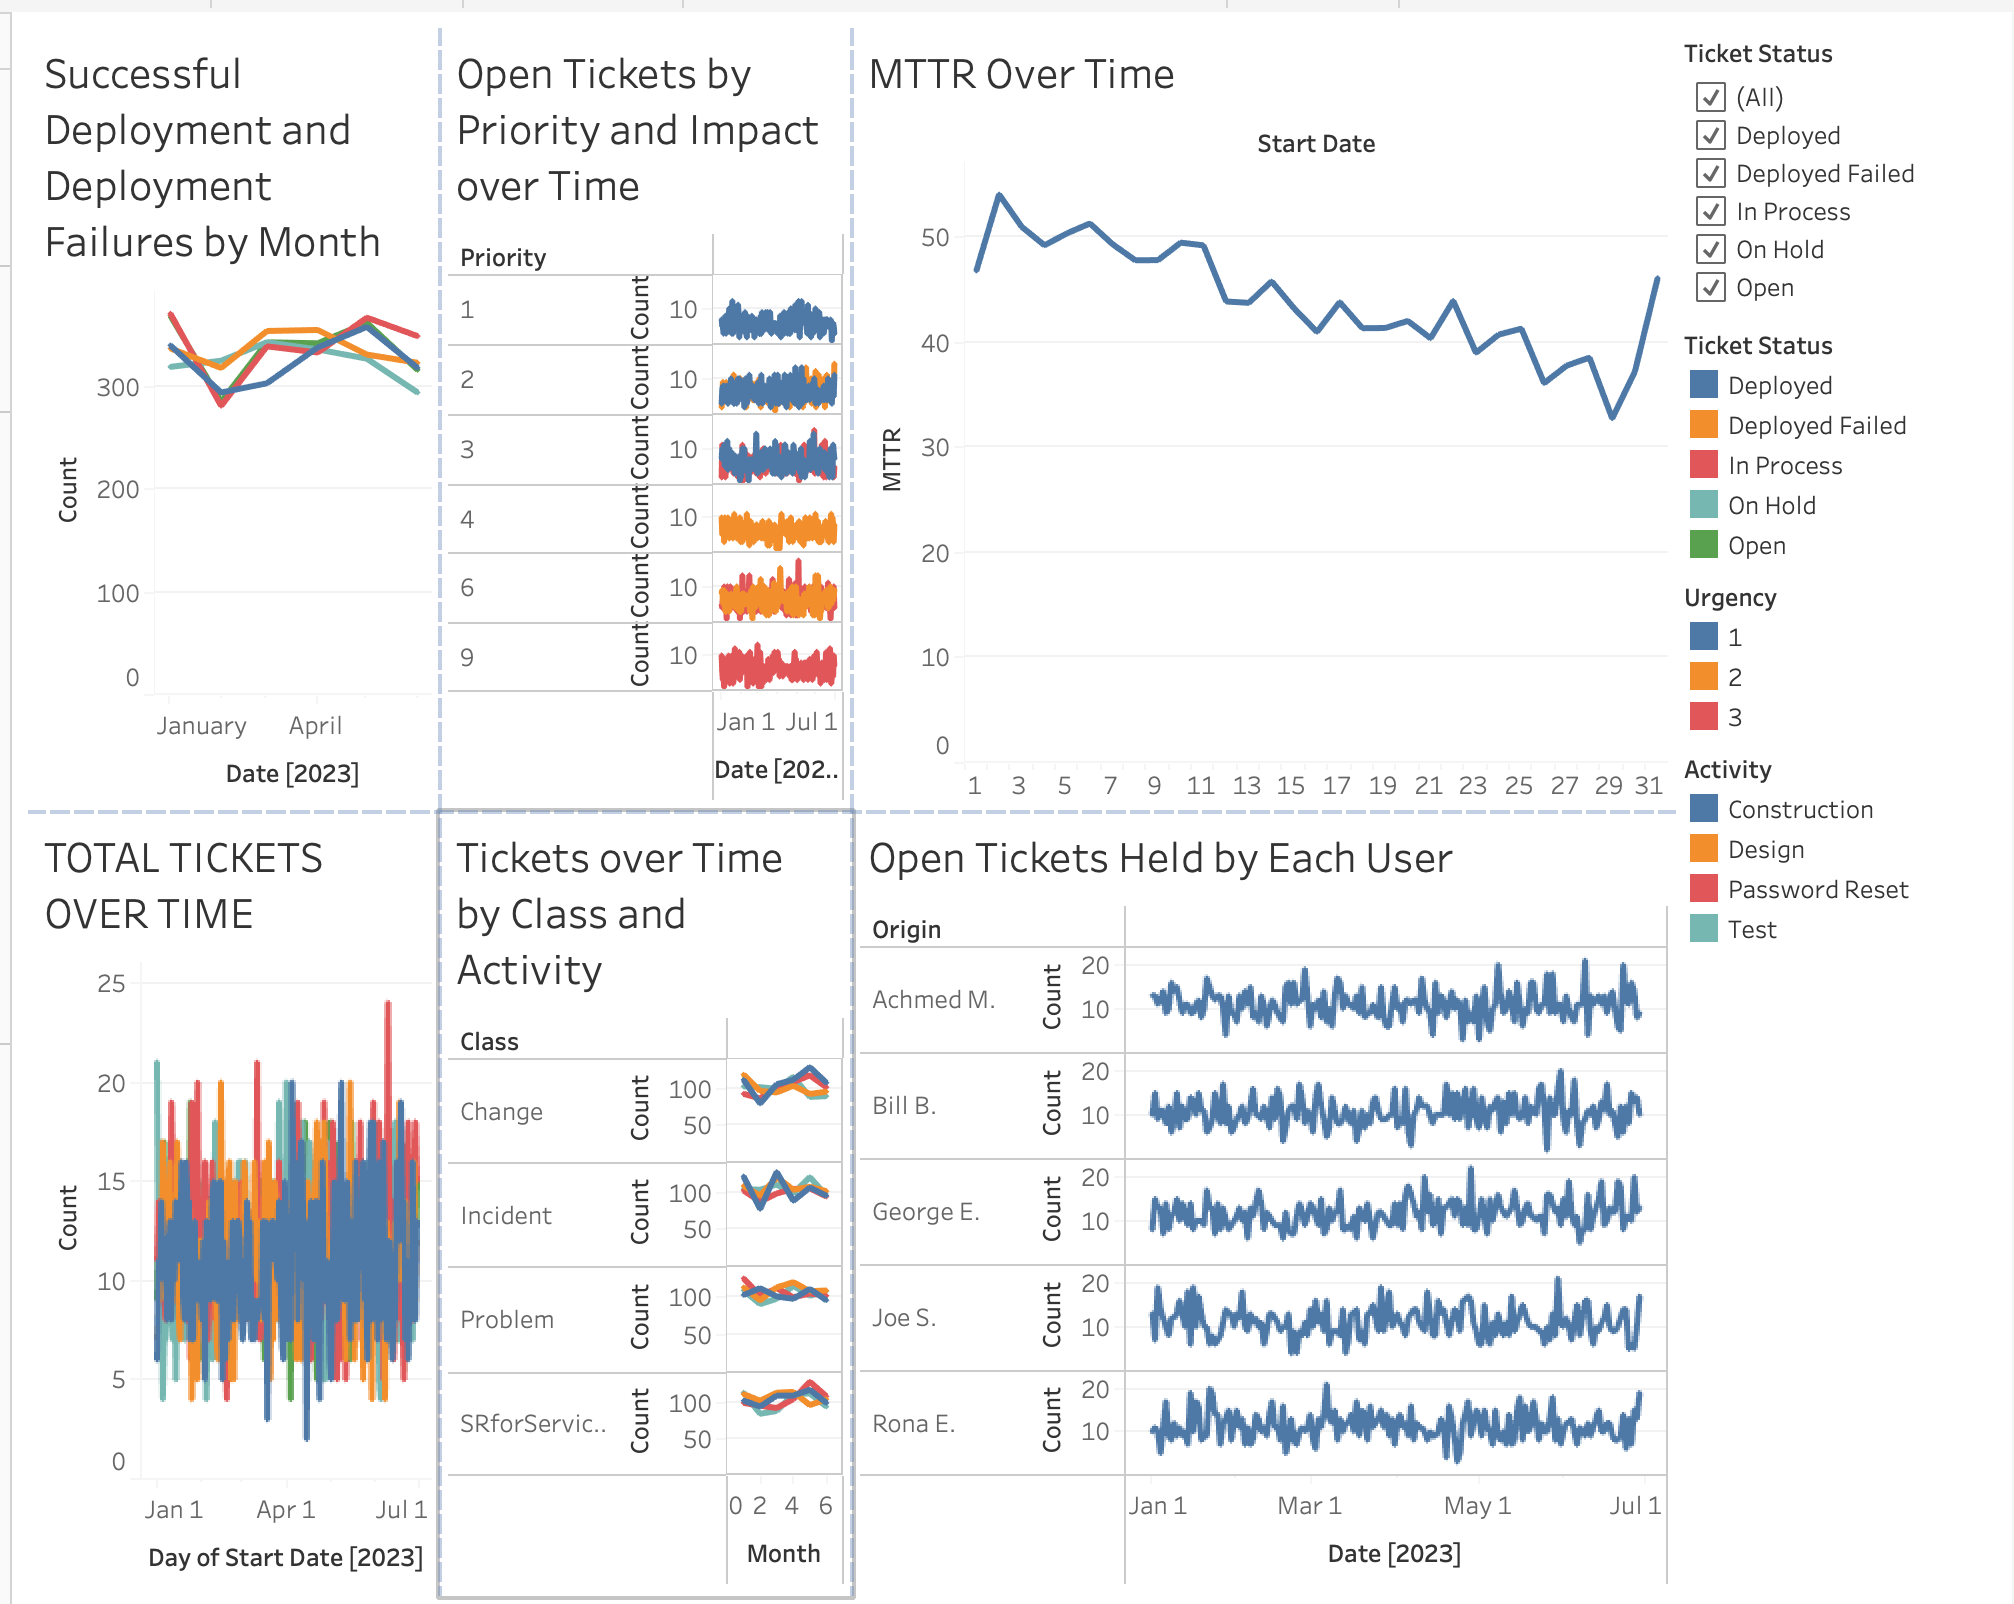 Successful
Deployment and
Deployment
Failures by Month
300
200
100
0
Count
January April
Date [2023]
Open Tickets by
Priority and Impact
over Time
Priority
1 Count 10
2 Count 10
3 Count 10
4 Count 10
6 Count 10
9 Count 10
Jan 1 Jul 1
Date [202..
MTTR Over Time
Start Date
50
40
30
20
10
0
MTTR
1 3 5 7 9 11 13 15 17 19 21 23 25 27 29 31
Ticket Status
(All)
Deployed
Deployed Failed
In Process
On Hold
Open
Ticket Status
Deployed
Deployed Failed
In Process
On Hold
Open
Urgency
1
2
3
Activity
Construction
Design
Password Reset
Test
TOTAL TICKETS
OVER TIME
25
20
15
10
5
0
Count
Jan 1 Apr 1 Jul 1
Day of Start Date [2023]
Tickets over Time
by Class and
Activity
Class
Change Count 100
50
Incident Count 100
50
Problem Count 100
50
SRforServic.. Count 100
50
0 2 4 6
Month
Open Tickets Held by Each User
Origin
Achmed M. Count 20
10
Bill B. Count 20
10
George E. Count 20
10
Joe S. Count 20
10
Rona E. Count 20
10
Jan 1 Mar 1 May 1 Jul 1
Date [2023]